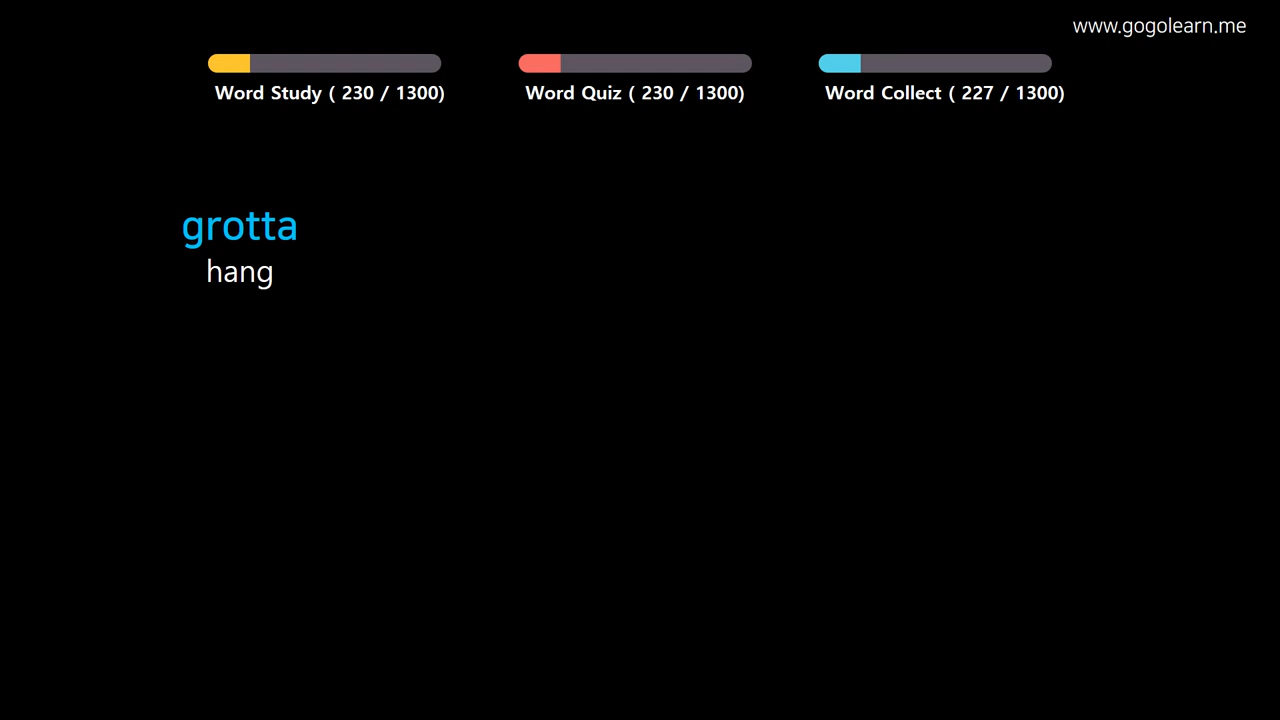 www.gogolearn.me
Word Study ( 230 / 1300)
Word Quiz ( 230 / 1300)
Word Collect ( 227 / 1300)
grotta
hang